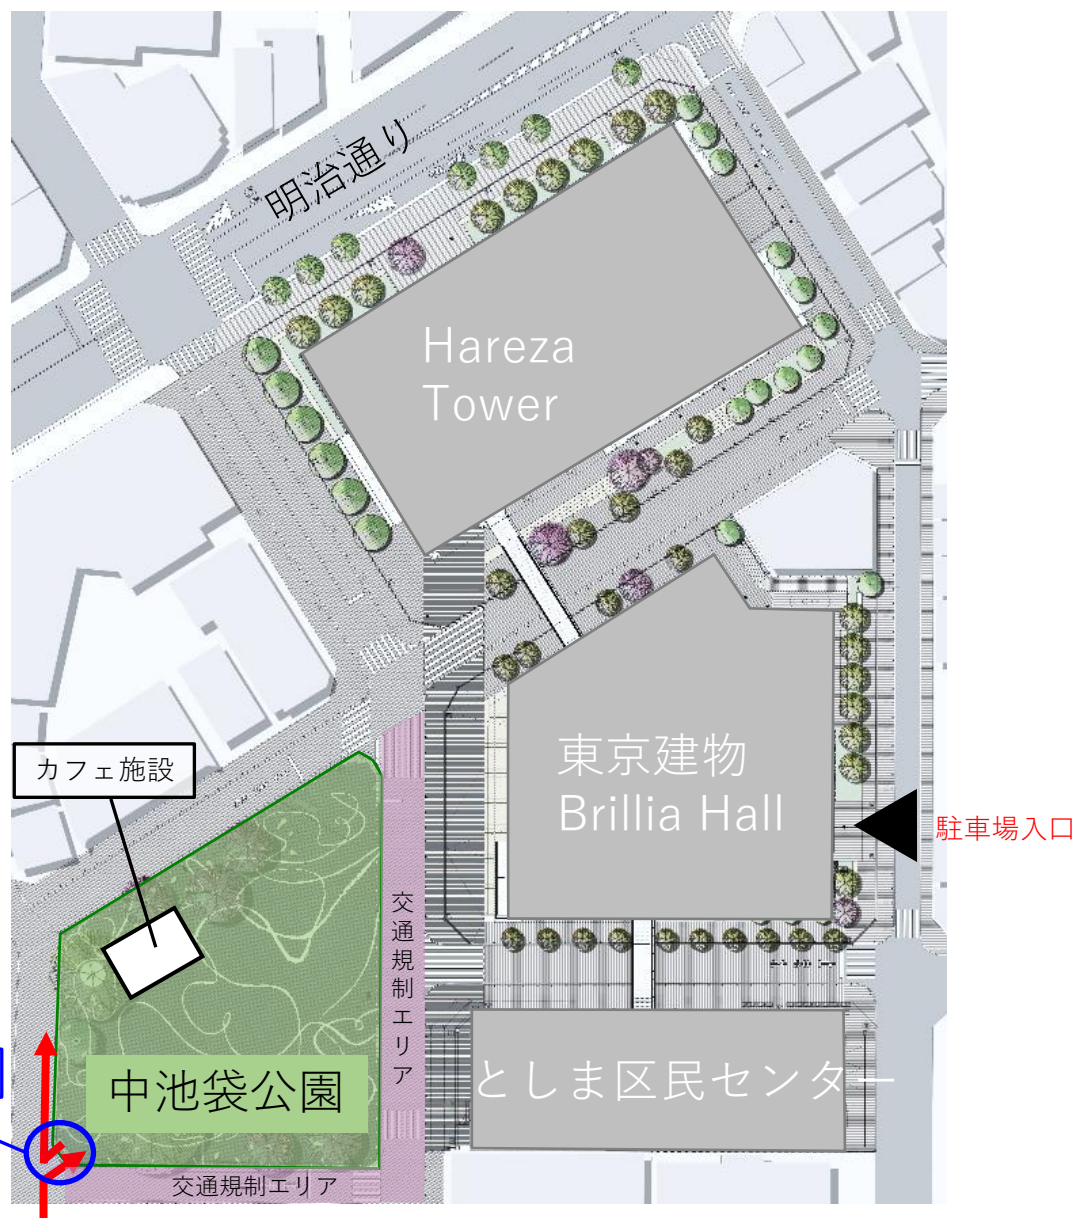 明治通り
Hareza
Tower
カフェ施設
東京建物
Brillia Hall
駐車場入口
交通規制エリア
中池袋公園
としま区民センター
交通規制エリア